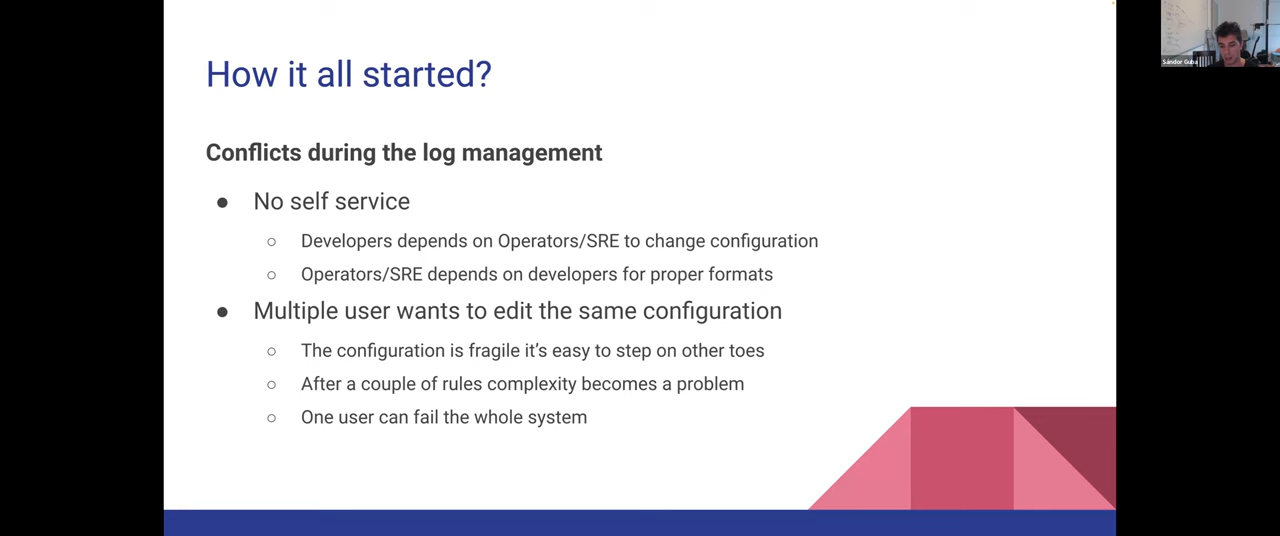 How it all started?
Conflicts during the log management
● No self service
○ Developers depends on Operators/SRE to change configuration
○ Operators/SRE depends on developers for proper formats
● Multiple user wants to edit the same configuration
○ The configuration is fragile it's easy to step on other toes
○ After a couple of rules complexity becomes a problem
○ One user can fail the whole system
Sándor Guba